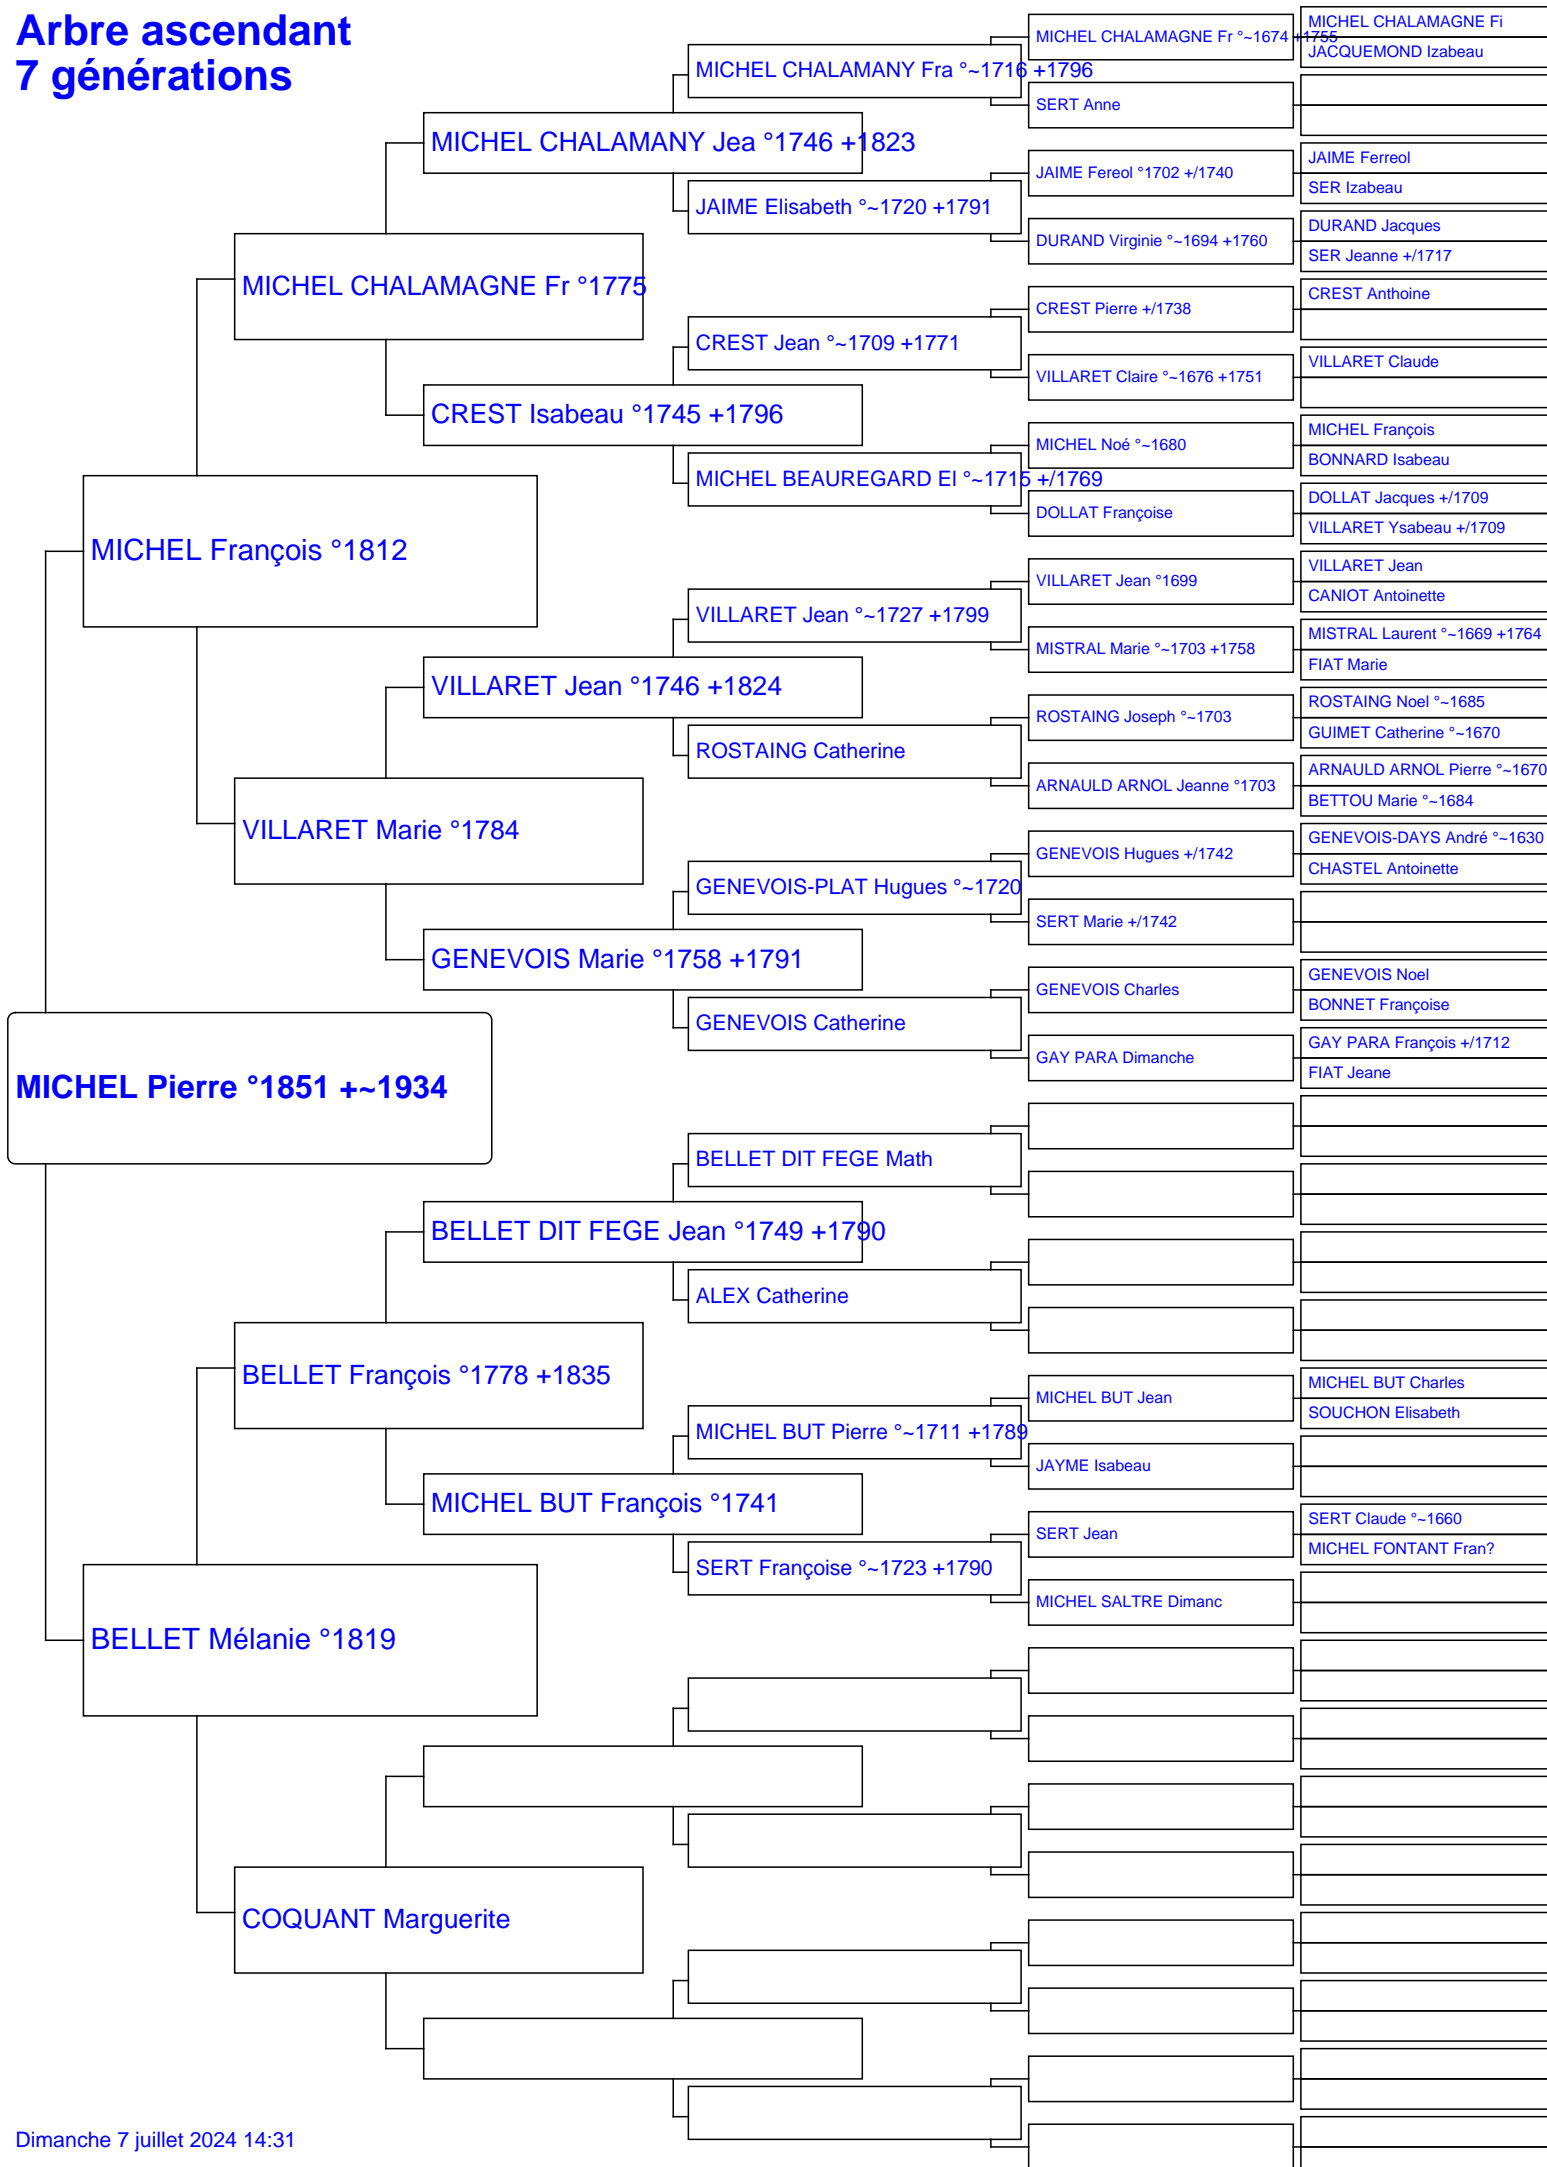 Arbre ascendant
7 générations
MICHEL Pierre °1851 +~1934
MICHEL François °1812
BELLET Mélanie °1819
MICHEL CHALAMAGNE Fr °1775
VILLARET Marie °1784
BELLET François °1778 +1835
COQUANT Marguerite
MICHEL CHALAMANY Jea °1746 +1823
CREST Isabeau °1745 +1796
VILLARET Jean °1746 +1824
GENEVOIS Marie °1758 +1791
BELLET DIT FEGE Jean °1749 +1790
MICHEL BUT François °1741
MICHEL CHALAMANY Fra °~1716 +1796
JAIME Elisabeth °~1720 +1791
CREST Jean °~1709 +1771
MICHEL BEAUREGARD El °~1715 +/1769
VILLARET Jean °~1727 +1799
ROSTAING Catherine
GENEVOIS-PLAT Hugues °~1720
GENEVOIS Catherine
BELLET DIT FEGE Math
ALEX Catherine
MICHEL BUT Pierre °~1711 +1789
SERT Françoise °~1723 +1790
MICHEL CHALAMAGNE Fr °~1674 +1755
SERT Anne
JAIME Fereol °1702 +/1740
DURAND Virginie °~1694 +1760
CREST Pierre +/1738
VILLARET Claire °~1676 +1751
MICHEL Noé °~1680
DOLLAT Françoise
VILLARET Jean °1699
MISTRAL Marie °~1703 +1758
ROSTAING Joseph °~1703
ARNAULD ARNOL Jeanne °1703
GENEVOIS Hugues +/1742
SERT Marie +/1742
GENEVOIS Charles
GAY PARA Dimanche
MICHEL BUT Jean
JAYME Isabeau
SERT Jean
MICHEL SALTRE Dimanc
MICHEL CHALAMAGNE Fi
JACQUEMOND Izabeau
JAIME Ferreol
SER Izabeau
DURAND Jacques
SER Jeanne +/1717
CREST Anthoine
VILLARET Claude
MICHEL François
BONNARD Isabeau
DOLLAT Jacques +/1709
VILLARET Ysabeau +/1709
VILLARET Jean
CANIOT Antoinette
MISTRAL Laurent °~1669 +1764
FIAT Marie
ROSTAING Noel °~1685
GUIMET Catherine °~1670
ARNAULD ARNOL Pierre °~1670
BETTOU Marie °~1684
GENEVOIS-DAYS André °~1630
CHASTEL Antoinette
GENEVOIS Noel
BONNET Françoise
GAY PARA François +/1712
FIAT Jeane
MICHEL BUT Charles
SOUCHON Elisabeth
SERT Claude °~1660
MICHEL FONTANT Fran?
Dimanche 7 juillet 2024 14:31